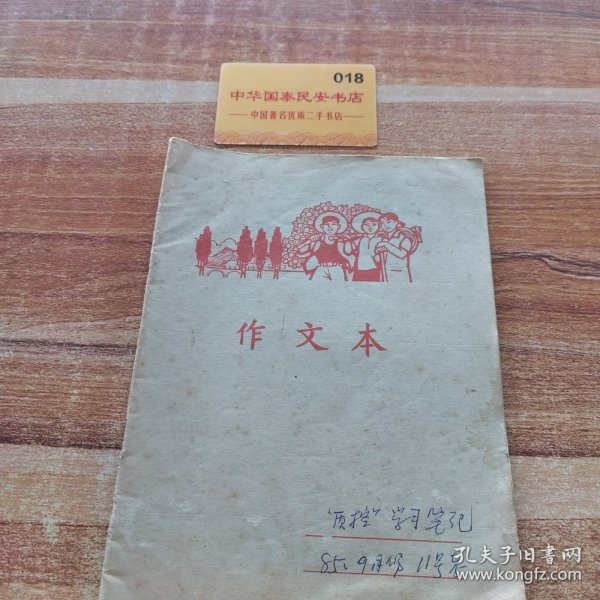 018
中华国泰民安书店
中国著名优质二手书店
作文本
"质控"学习笔记
85.9月份 11号
孔夫子旧书网
www.kongfz.com